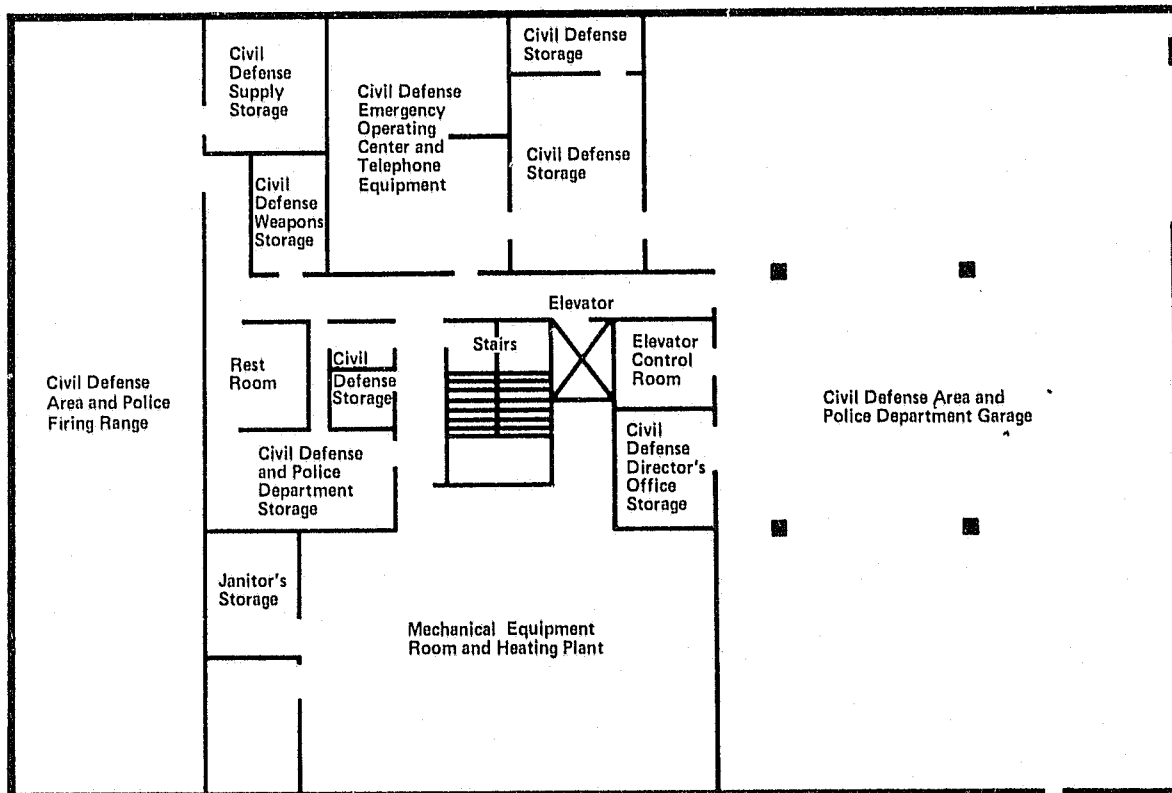 Civil
Defense
Supply
Storage
Civil Defense
Emergency
Operating
Center and
Telephone
Equipment
Civil Defense
Storage
Civil Defense
Storage
Civil
Defense
Weapons
Storage
Elevator
Stairs
Elevator
Control
Room
Rest
Room
Civil
Defense
Storage
Civil Defense
Area and Police
Firing Range
Civil Defense Area and
Police Department Garage
Civil Defense
and Police
Department
Storage
Civil
Defense
Director's
Office
Storage
Janitor's
Storage
Mechanical Equipment
Room and Heating Plant